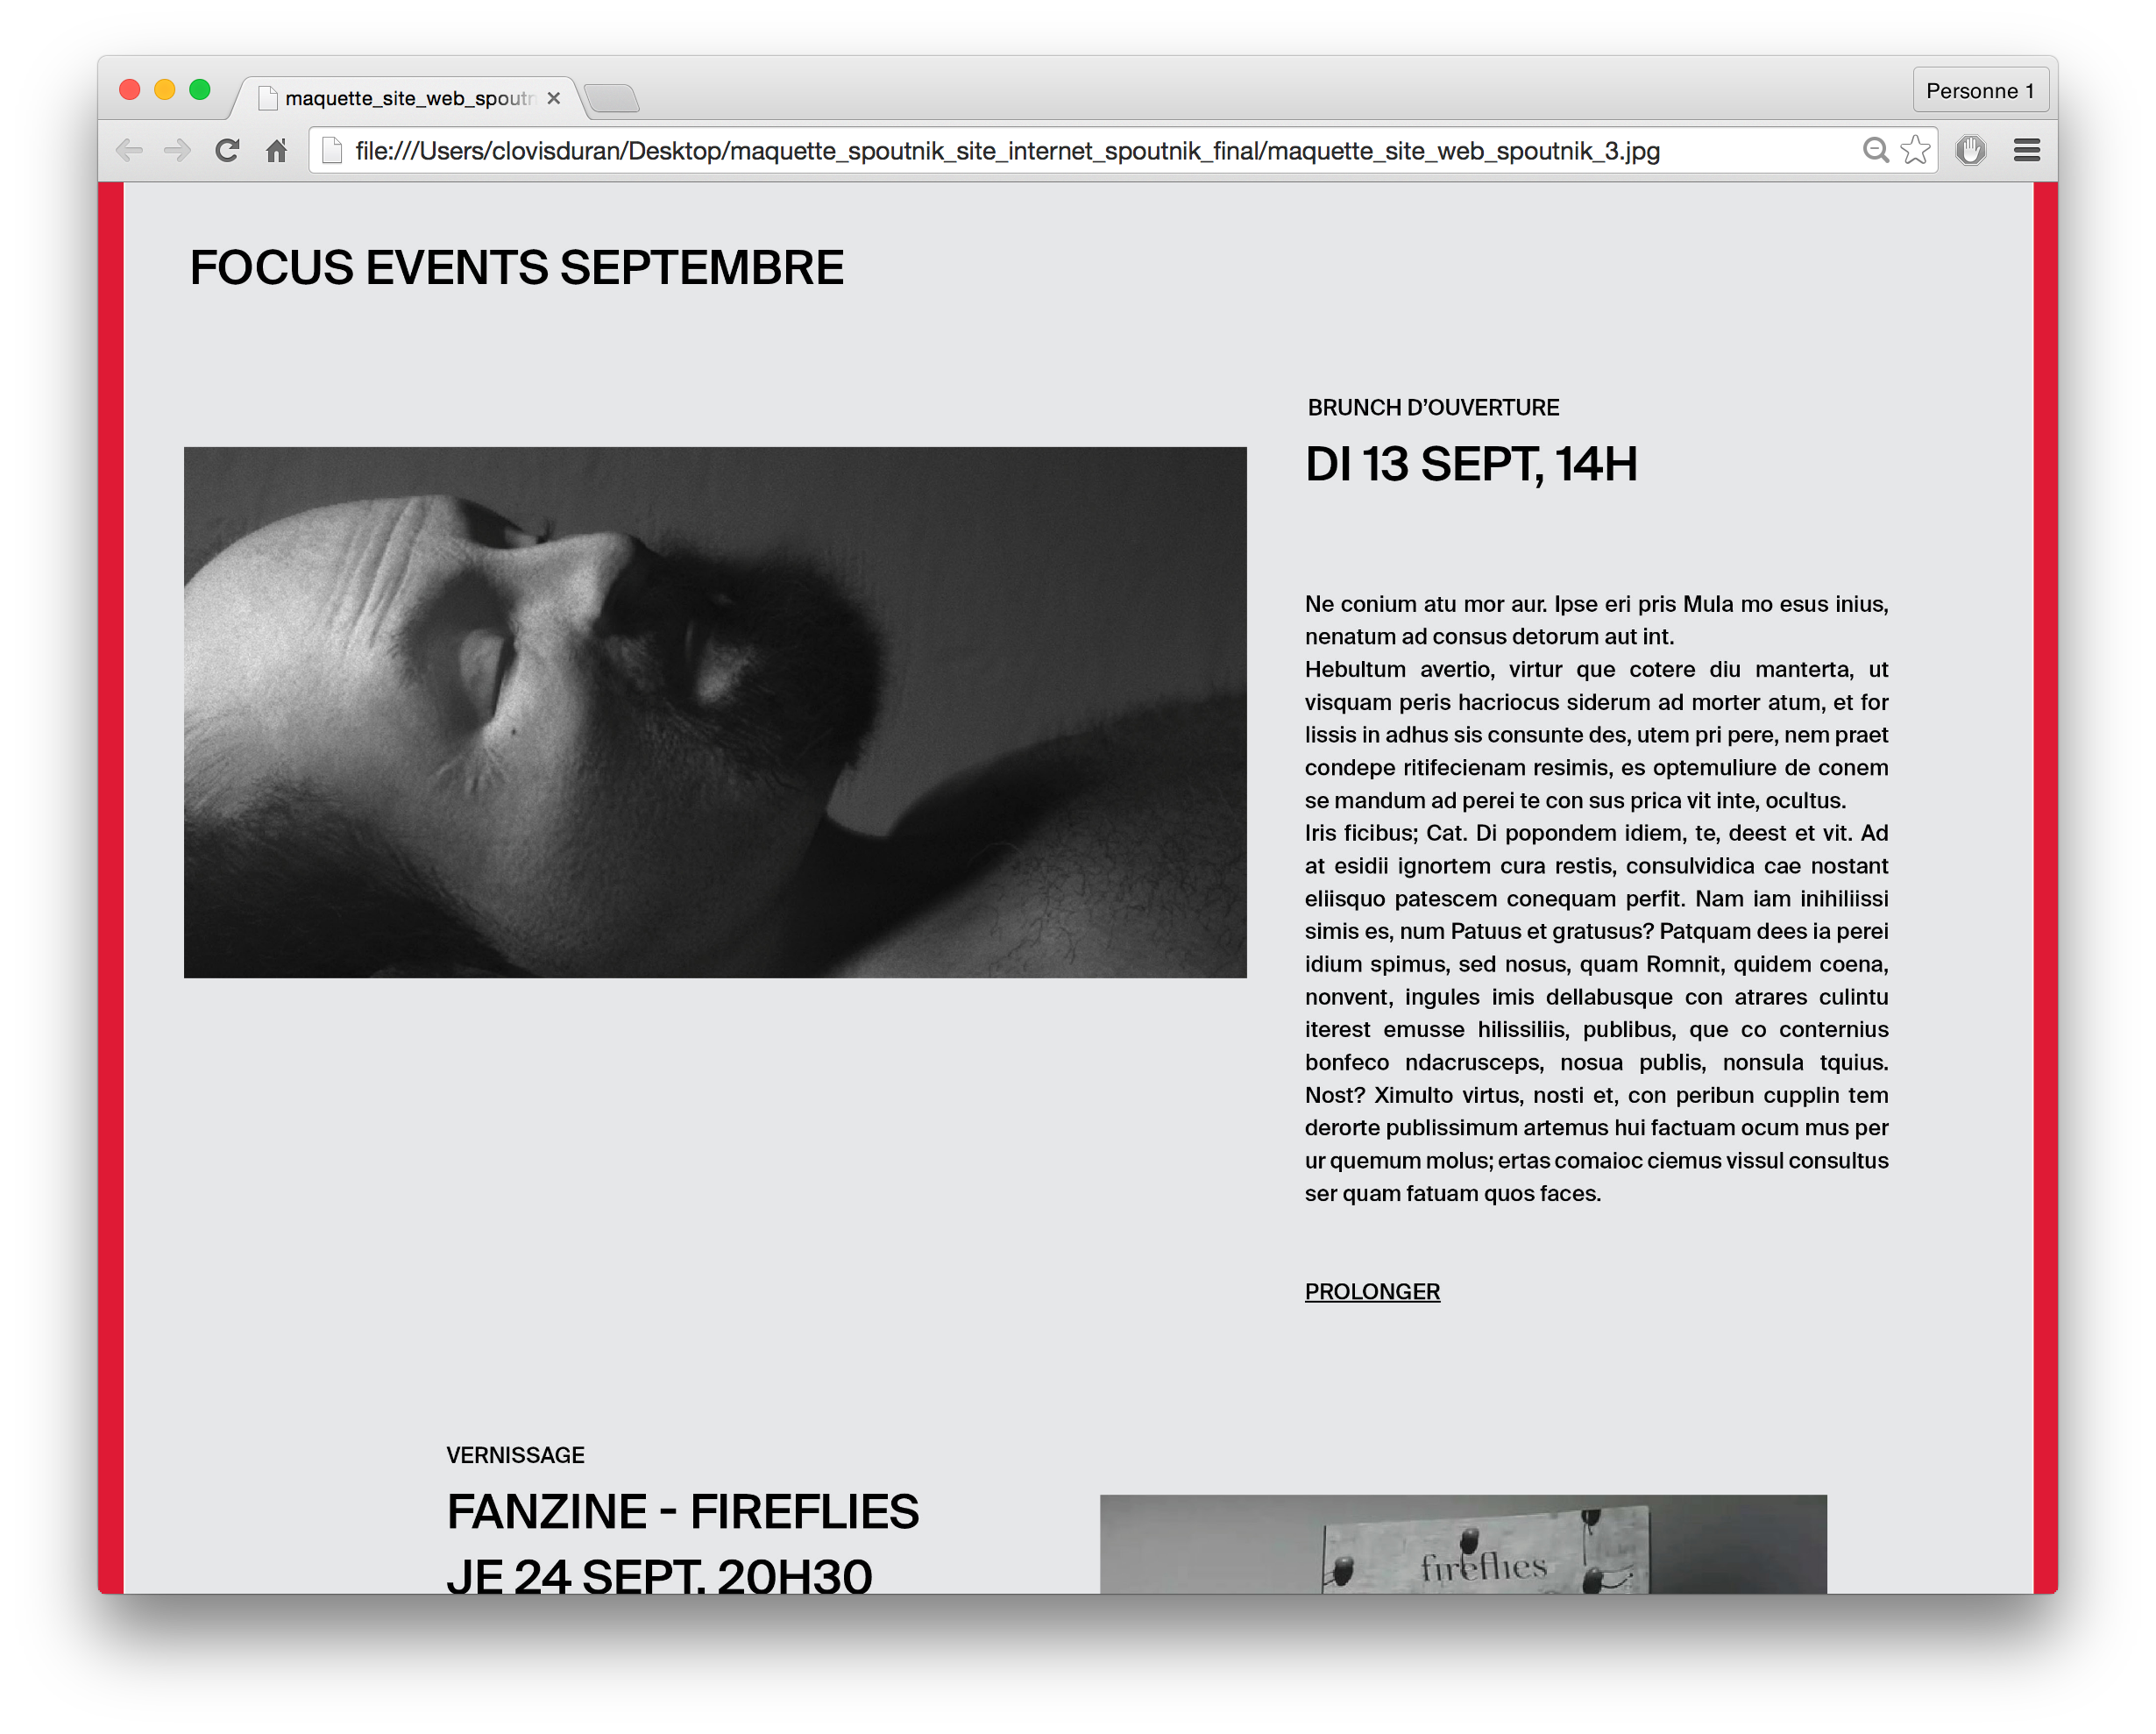 maquette_site_web_spoutn
Personne 1
file:///Users/clovisduran/Desktop/maquette_spoutnik_site_internet_spoutnik_final/maquette_site_web_spoutnik_3.jpg
FOCUS EVENTS SEPTEMBRE
BRUNCH D’OUVERTURE
DI 13 SEPT, 14H
Ne conium atu mor aur. Ipse eri pris Mula mo esus inius,
nenatum ad consus detorum aut int.
Hebultum avertio, virtur que cotere diu manterta, ut
visquam peris hacriocus siderum ad morter atum, et for
lissis in adhus sis consunte des, utem pri pere, nem praet
condepe ritifecienam resimis, es optemuliure de conem
se mandum ad perei te con sus prica vit inte, ocultus.
Iris ficibus; Cat. Di popondem idiem, te, deest et vit. Ad
at esidii ignortem cura restis, consulvidica cae nostant
eliisquo patescem conequam perfit. Nam iam inihiliissi
simis es, num Patuus et gratusus? Patquam dees ia perei
idium spimus, sed nosus, quam Romnit, quidem coena,
nonvent, ingules imis dellabusque con atrares culintu
iterest emusse hilissiliis, publibus, que co conternius
bonfeco ndacrusceps, nosua publis, nonsula tquius.
Nost? Ximulto virtus, nosti et, con peribun cupplin tem
derorte publissimum artemus hui factuam ocum mus per
ur quemum molus; ertas comaioc ciemus vissul consultus
ser quam fatuam quos faces.
PROLONGER
VERNISSAGE
FANZINE - FIREFLIES
JE 24 SEPT. 20H30
fireflies